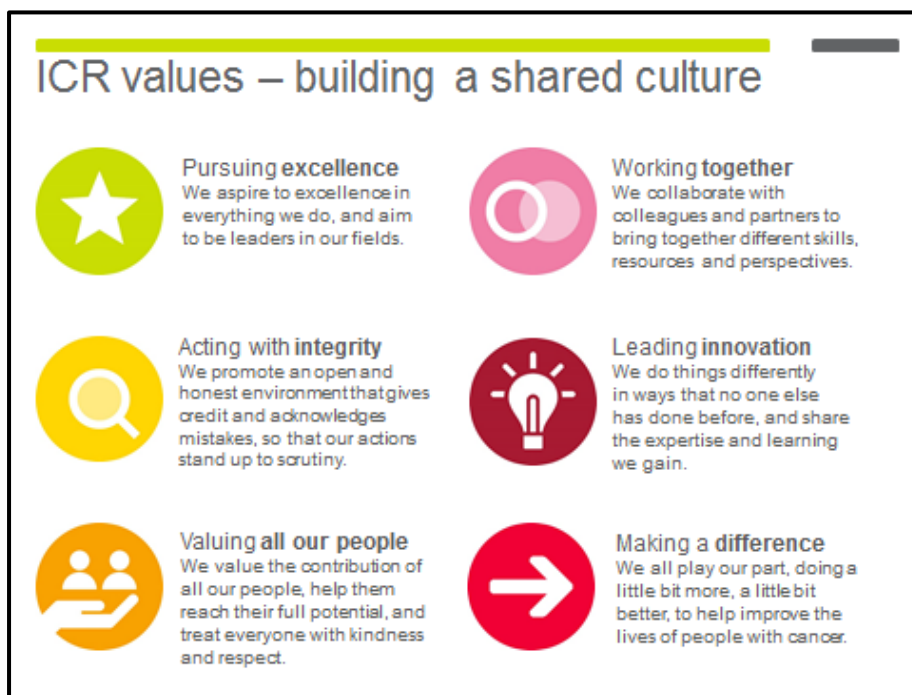 ICR values – building a shared culture
Pursuing excellence
We aspire to excellence in
everything we do, and aim
to be leaders in our fields.
Working together
We collaborate with
colleagues and partners to
bring together different skills,
resources and perspectives.
Acting with integrity
We promote an open and
honest environment that gives
credit and acknowledges
mistakes, so that our actions
stand up to scrutiny.
Leading innovation
We do things differently
in ways that no one else
has done before, and share
the expertise and learning
we gain.
Valuing all our people
We value the contribution of
all our people, help them
reach their full potential, and
treat everyone with kindness
and respect.
Making a difference
We all play our part, doing a
little bit more, a little bit
better, to help improve the
lives of people with cancer.